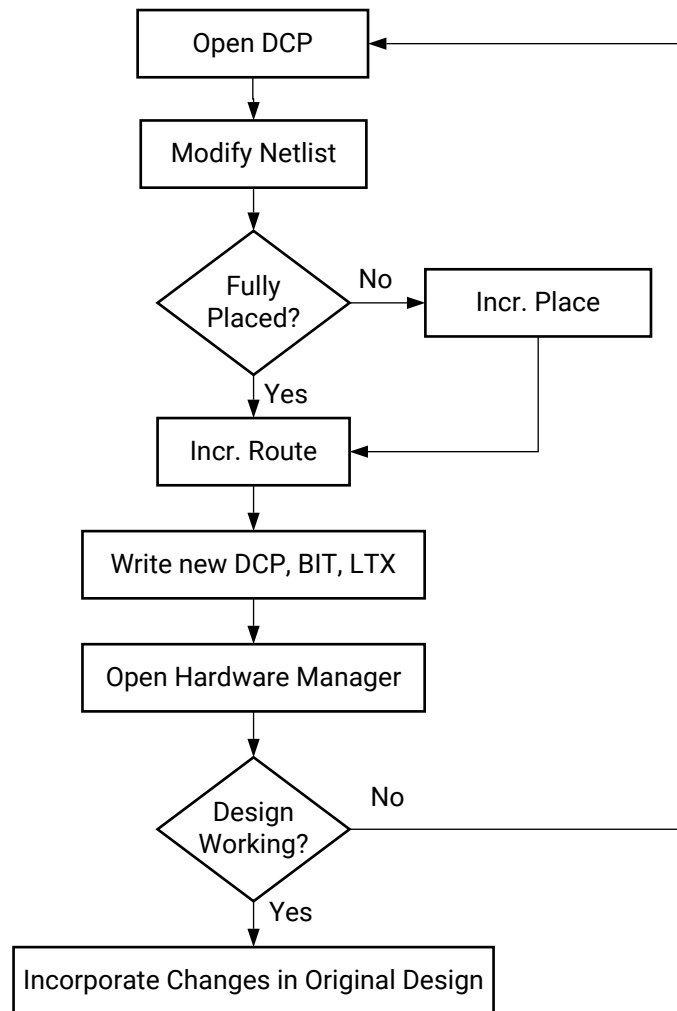 Open DCP
Modify Netlist
Fully
Placed?
No
Incr. Place
Yes
Incr. Route
Write new DCP, BIT, LTX
Open Hardware Manager
Design
Working?
No
Yes
Incorporate Changes in Original Design